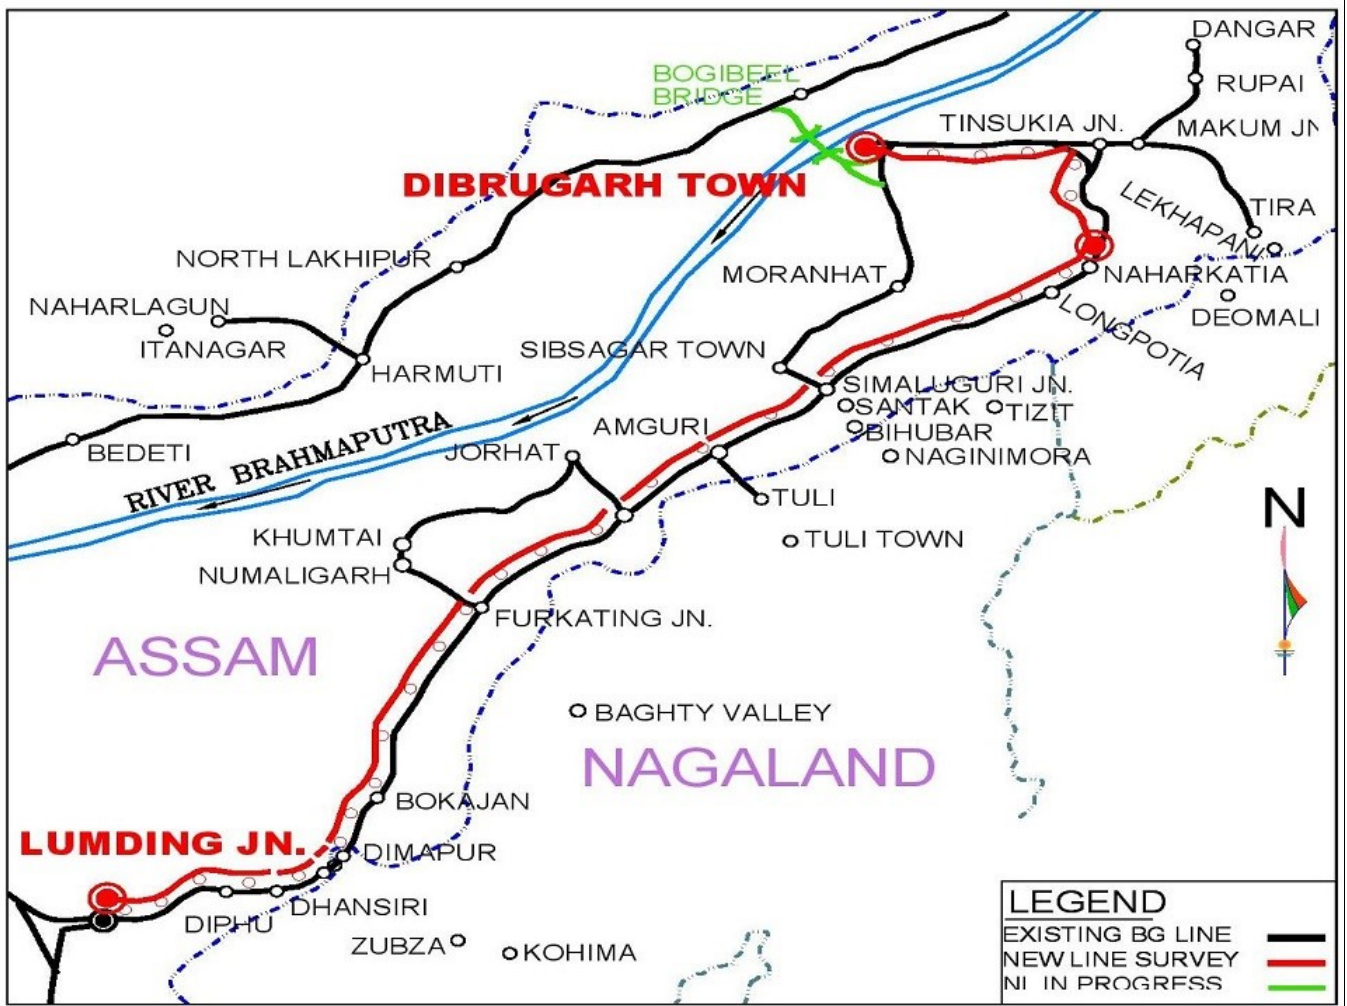 DANGAR
BOGIBEEL
BRIDGE
RUPAI
TINSUKIA JN.
MAKUM JN
DIBRUGARH TOWN
LEKHAPANI
TIRA
NORTH LAKHIPUR
MORANHAT
NAHARKATIA
NAHARLAGUN
LONGPOTIA
DEOMALI
ITANAGAR
SIBSAGAR TOWN
HARMUTI
SIMALUGURI JN.
SANTAK
TIZIT
AMGURI
BIHUBAR
BEDETI
RIVER BRAHMAPUTRA
JORHAT
NAGINIMORA
TULI
KHUMTAI
TULI TOWN
N
NUMALIGARH
FURKATING JN.
ASSAM
BAGHTY VALLEY
NAGALAND
BOKAJAN
LUMDING JN.
DIMAPUR
DHANSIRI
DIPHU
ZUBZA
KOHIMA
LEGEND
EXISTING BG LINE
NEW LINE SURVEY
NL IN PROGRESS